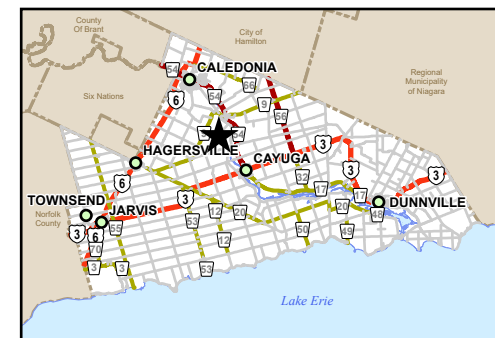 County
Of Brant
City of
Hamilton
CALEDONIA
54
66
Regional
Municipality
of Niagara
Six Nations
6
54
9
56
54
HAGERSVILLE
3
3
3
CAYUGA
6
32
17
17
TOWNSEND
3
DUNNVILLE
Norfolk
County
JARVIS
20
20
48
3
6
55
53
12
12
50
49
70
3
3
53
Lake Erie